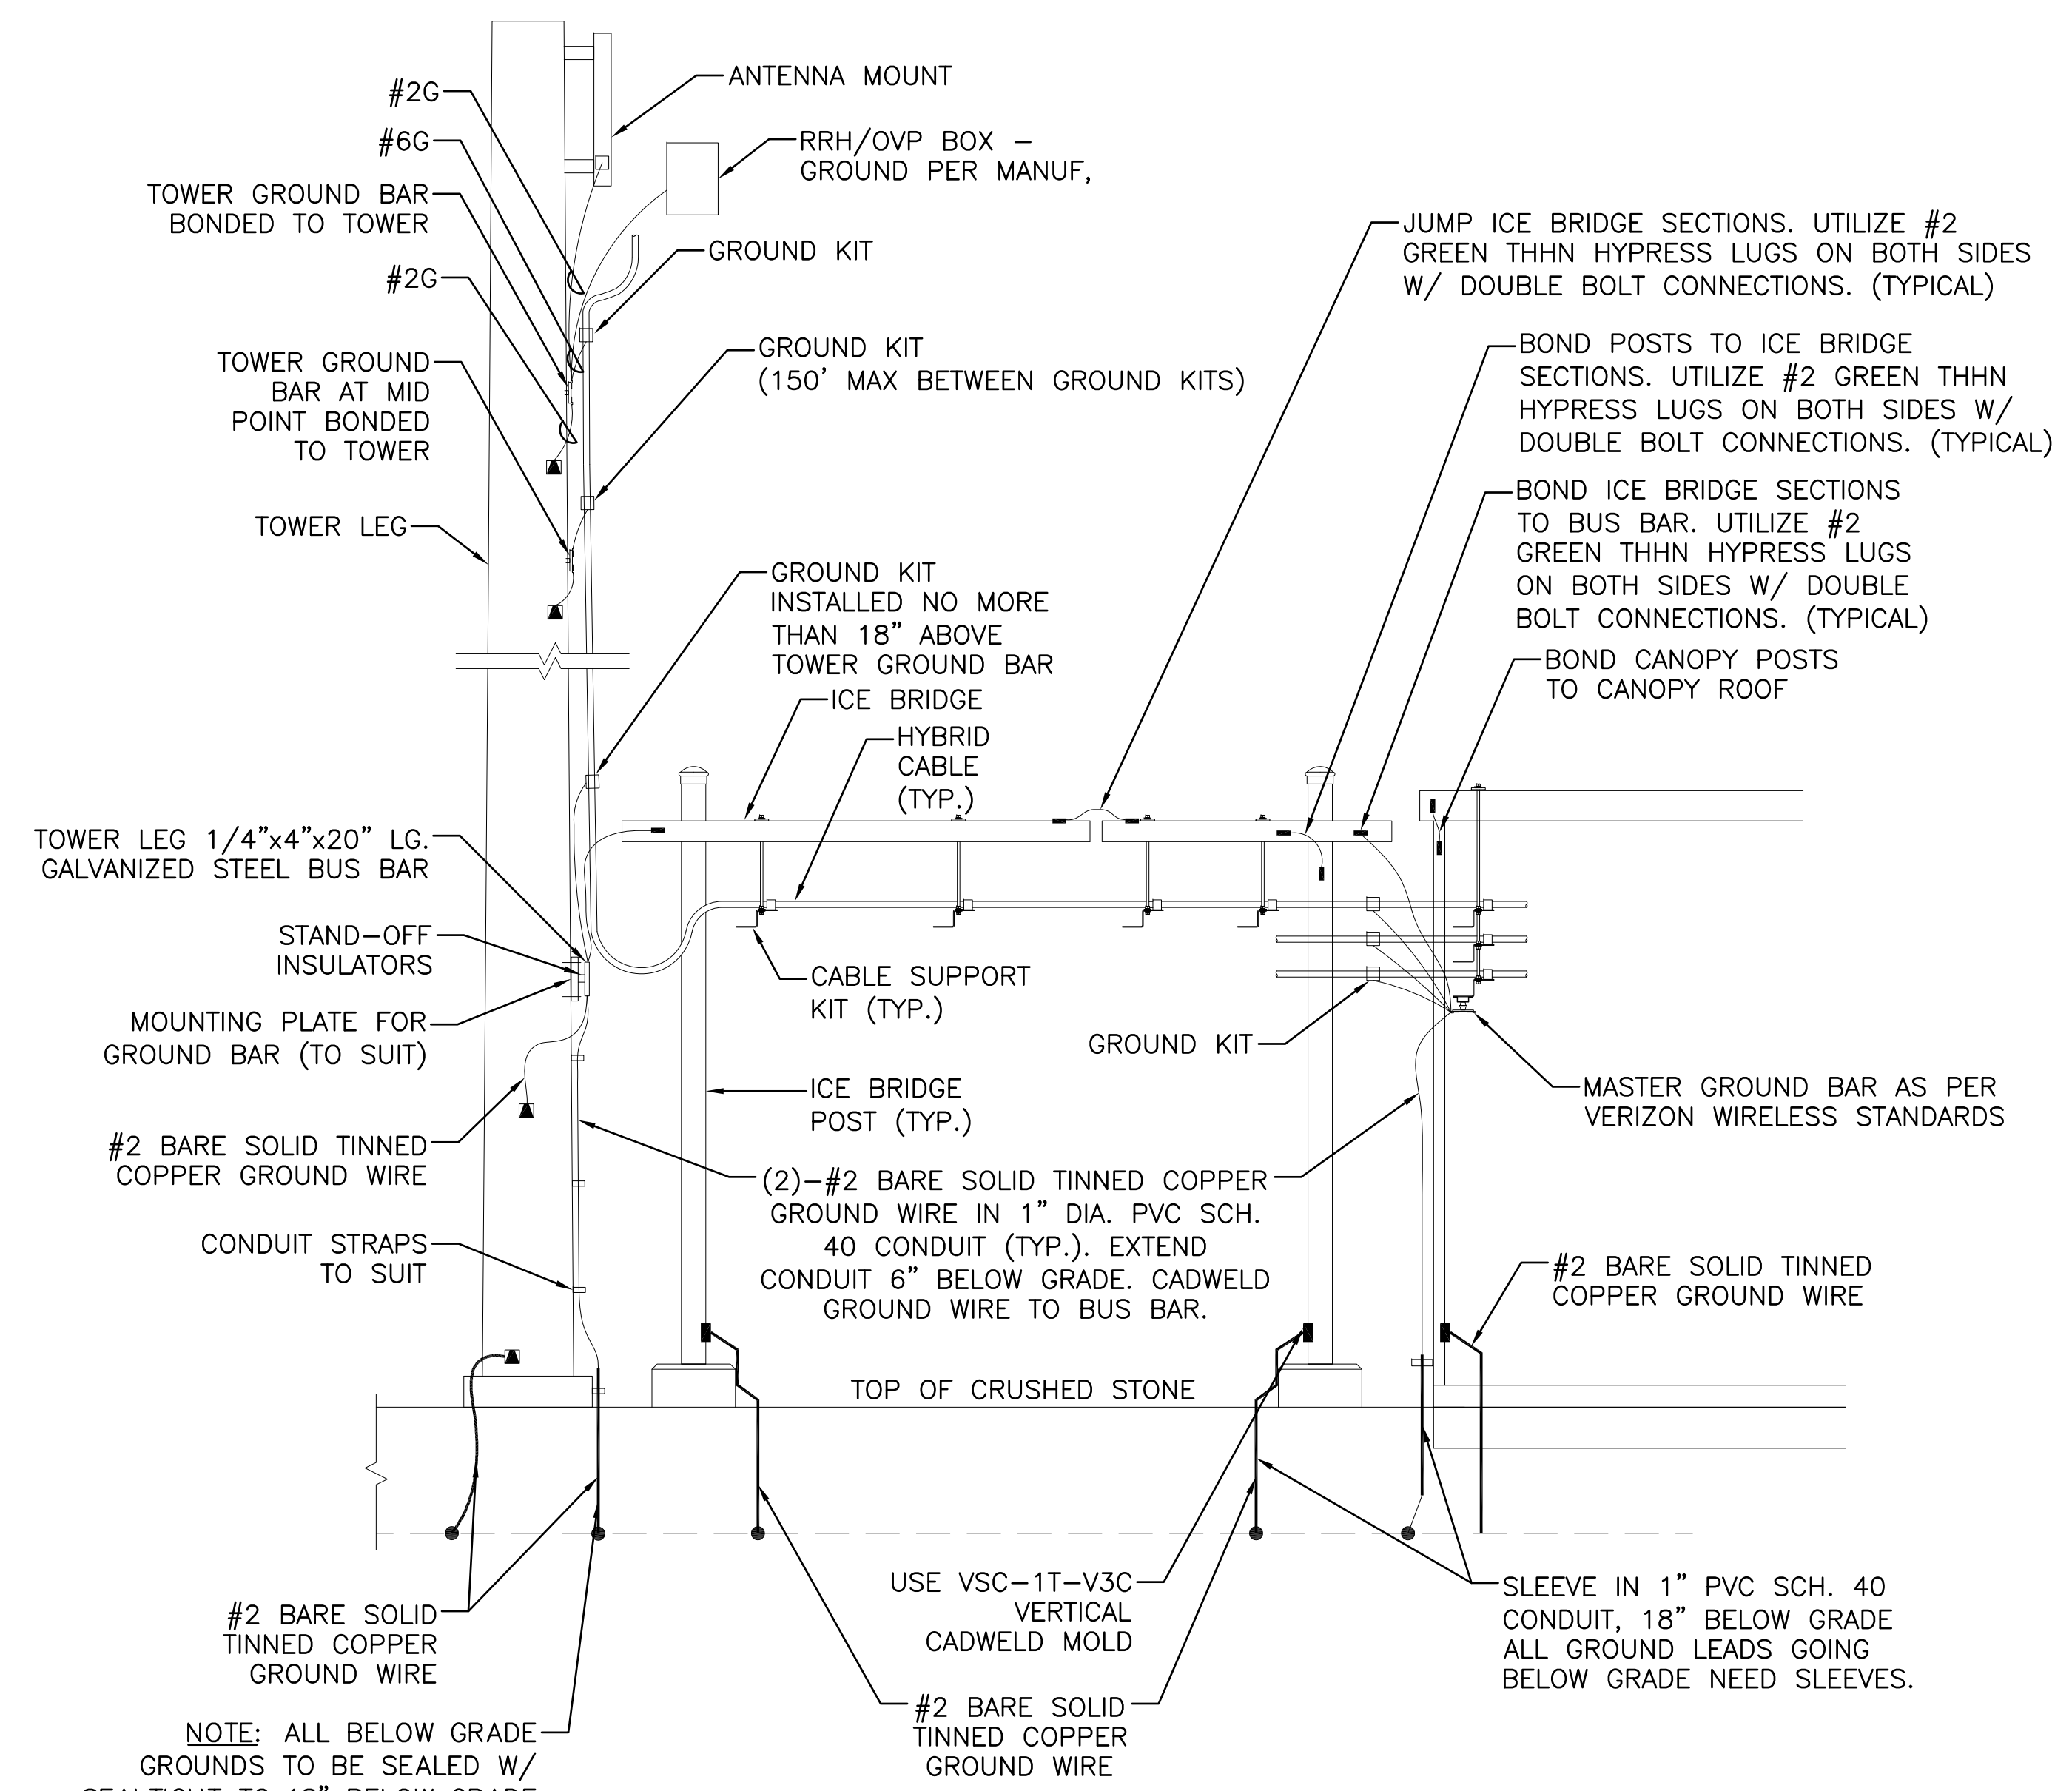 #2G
#6G
TOWER GROUND BAR
BONDED TO TOWER
#2G
TOWER GROUND
BAR AT MID
POINT BONDED
TO TOWER
TOWER LEG
ANTENNA MOUNT
RRH/OVP BOX –
GROUND PER MANUF,
GROUND KIT
GROUND KIT
(150' MAX BETWEEN GROUND KITS)
GROUND KIT
INSTALLED NO MORE
THAN 18" ABOVE
TOWER GROUND BAR
ICE BRIDGE
HYBRID
CABLE
(TYP.)
JUMP ICE BRIDGE SECTIONS. UTILIZE #2
GREEN THHN HYPRESS LUGS ON BOTH SIDES
W/ DOUBLE BOLT CONNECTIONS. (TYPICAL)
BOND POSTS TO ICE BRIDGE
SECTIONS. UTILIZE #2 GREEN THHN
HYPRESS LUGS ON BOTH SIDES W/
DOUBLE BOLT CONNECTIONS. (TYPICAL)
BOND ICE BRIDGE SECTIONS
TO BUS BAR. UTILIZE #2
GREEN THHN HYPRESS LUGS
ON BOTH SIDES W/ DOUBLE
BOLT CONNECTIONS. (TYPICAL)
BOND CANOPY POSTS
TO CANOPY ROOF
TOWER LEG 1/4"x4"x20" LG.
GALVANIZED STEEL BUS BAR
STAND-OFF
INSULATORS
MOUNTING PLATE FOR
GROUND BAR (TO SUIT)
#2 BARE SOLID TINNED
COPPER GROUND WIRE
CONDUIT STRAPS
TO SUIT
CABLE SUPPORT
KIT (TYP.)
GROUND KIT
ICE BRIDGE
POST (TYP.)
MASTER GROUND BAR AS PER
VERIZON WIRELESS STANDARDS
(2)-#2 BARE SOLID TINNED COPPER
GROUND WIRE IN 1" DIA. PVC SCH.
40 CONDUIT (TYP.). EXTEND
CONDUIT 6" BELOW GRADE. CADWELD
GROUND WIRE TO BUS BAR.
#2 BARE SOLID TINNED
COPPER GROUND WIRE
TOP OF CRUSHED STONE
#2 BARE SOLID
TINNED COPPER
GROUND WIRE
USE VSC-1T-V3C
VERTICAL
CADWELD MOLD
SLEEVE IN 1" PVC SCH. 40
CONDUIT, 18" BELOW GRADE
ALL GROUND LEADS GOING
BELOW GRADE NEED SLEEVES.
#2 BARE SOLID
TINNED COPPER
GROUND WIRE
NOTE: ALL BELOW GRADE
GROUNDS TO BE SEALED W/